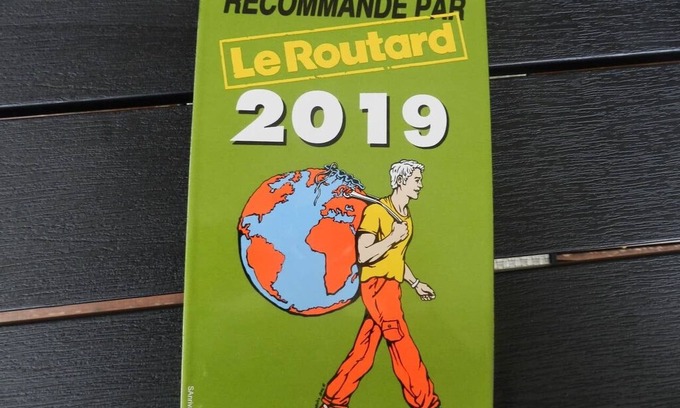 RECOMMANDÉ PAR
Le Routard
2019